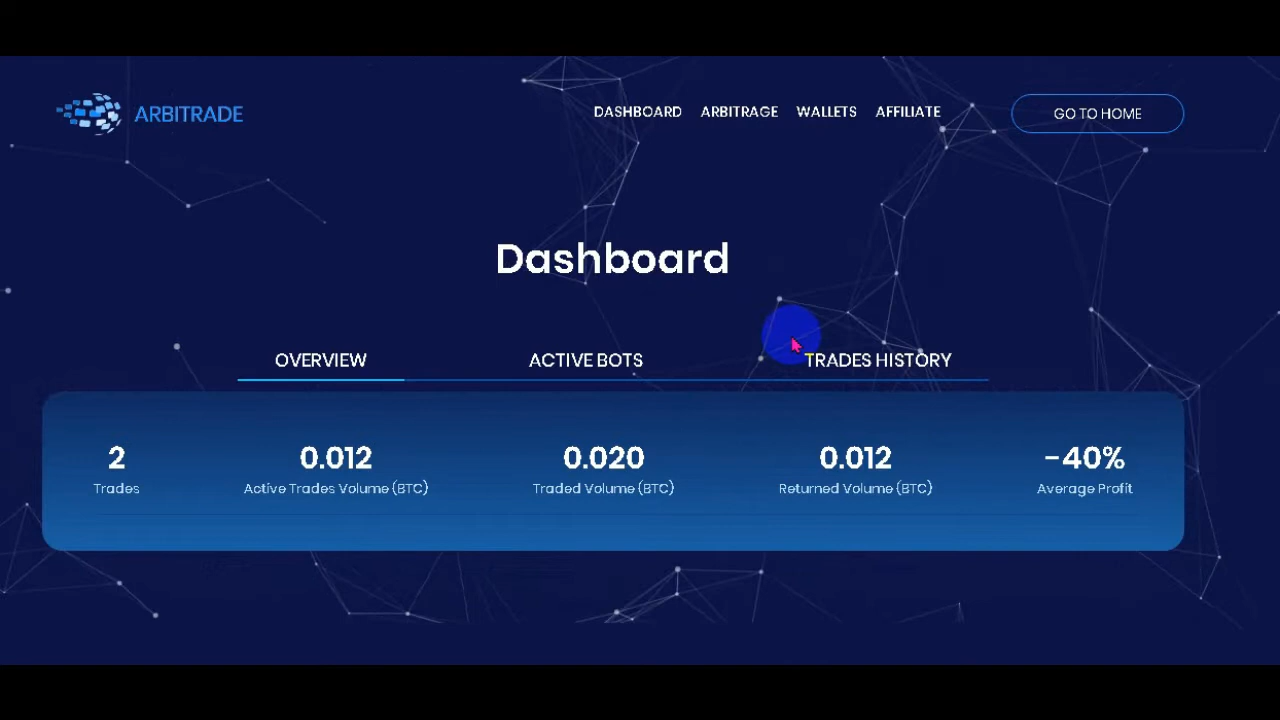 ARBITRADE
DASHBOARD ARBITRAGE WALLETS AFFILIATE
GO TO HOME
Dashboard
OVERVIEW ACTIVE BOTS TRADES HISTORY
2 0.012 0.020 0.012 -40%
Trades Active Trades Volume (BTC) Traded Volume (BTC) Returned Volume (BTC) Average Profit